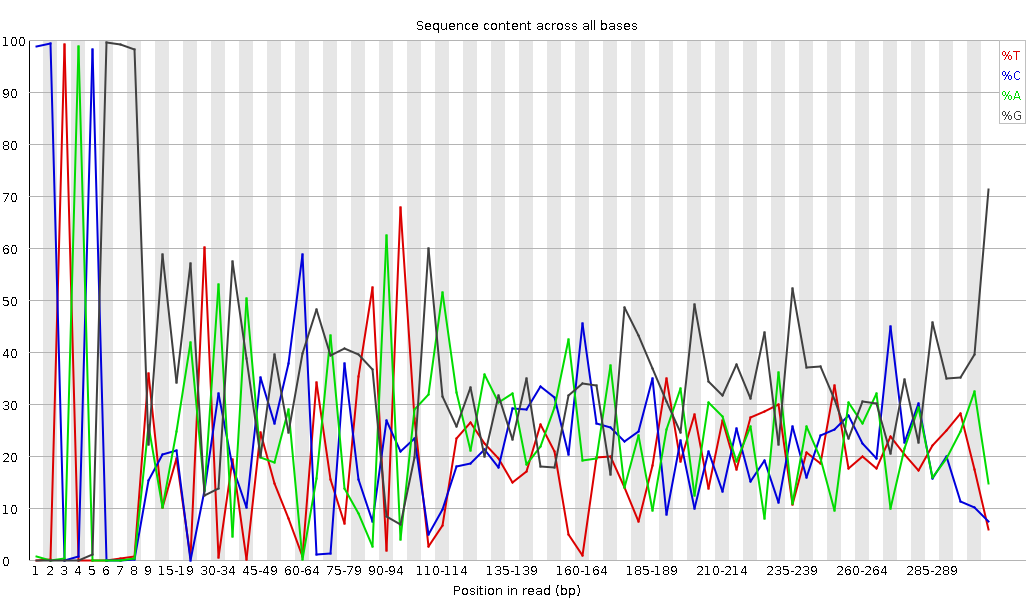 Sequence content across all bases
100
90
80
70
60
50
40
30
20
10
0
%T
%C
%A
%G
1 2 3 4 5 6 7 8 9 15-19 30-34 45-49 60-64 75-79 90-94 110-114 135-139 160-164 185-189 210-214 235-239 260-264 285-289
Position in read (bp)